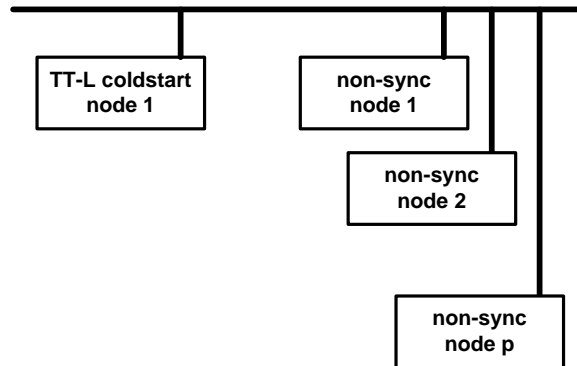 TT-L coldstart
node 1
non-sync
node 1
non-sync
node 2
non-sync
node p